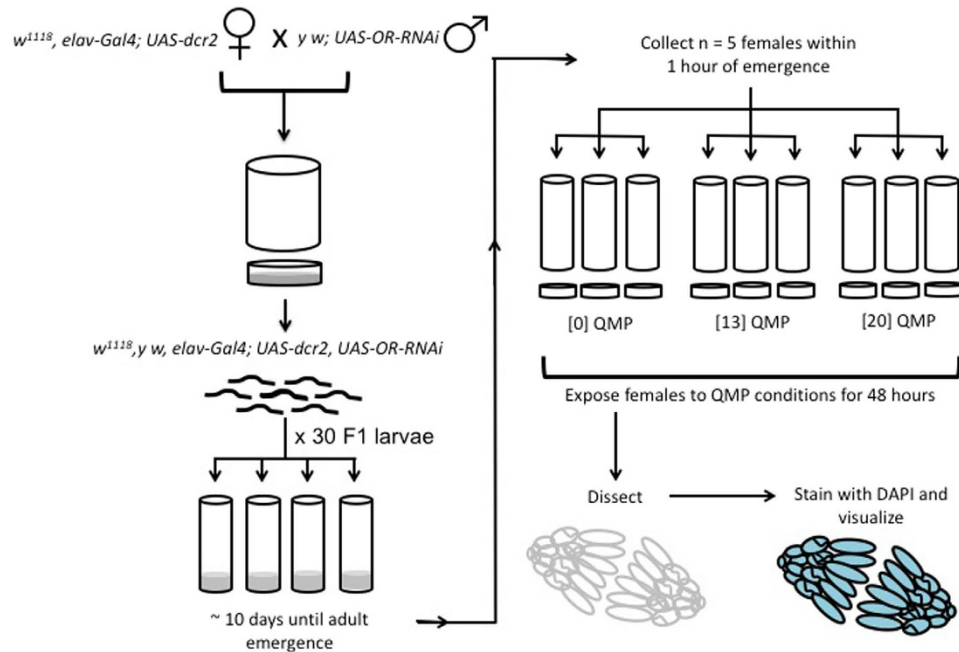 w¹¹¹⁸, elav-Gal4; UAS-dcr2 X y w; UAS-OR-RNAi
w¹¹¹⁸,y w, elav-Gal4; UAS-dcr2, UAS-OR-RNAi
x 30 F1 larvae
~ 10 days until adult
emergence
Collect n = 5 females within
1 hour of emergence
[0] QMP [13] QMP [20] QMP
Expose females to QMP conditions for 48 hours
Dissect
Stain with DAPI and
visualize